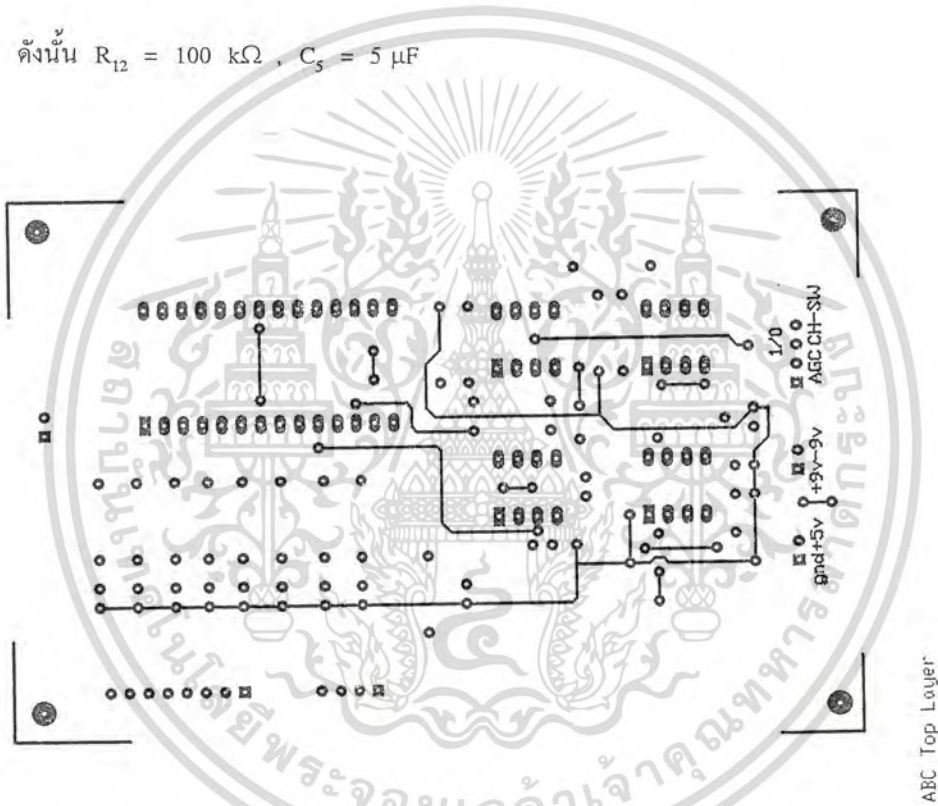 ดังนั้น R₁₂ = 100 kΩ , C₅ = 5 μF
1/0
AGC CH-SW
+9v-9v
gnd+5v
ABC Top Layer